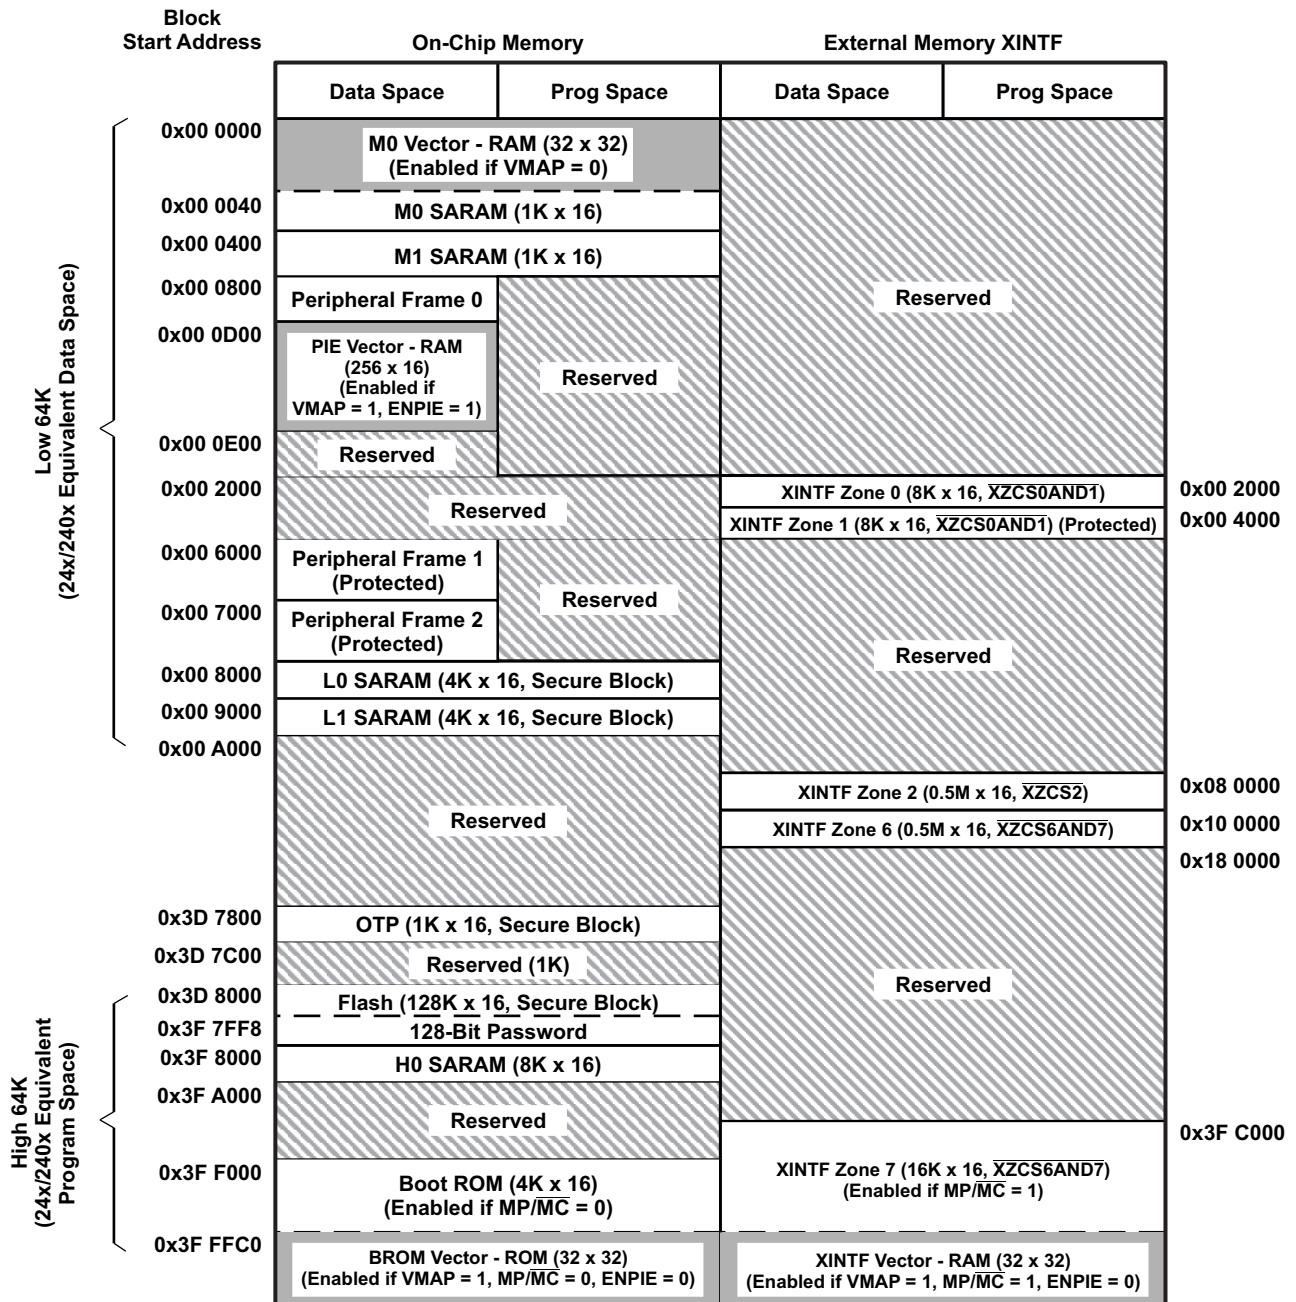 Block
Start Address
On-Chip Memory
External Memory XINTF
Data Space
Prog Space
Data Space
Prog Space
Low 64K
(24x/240x Equivalent Data Space)
0x00 0000
M0 Vector - RAM (32 x 32)
(Enabled if VMAP = 0)
0x00 0040
M0 SARAM (1K x 16)
0x00 0400
M1 SARAM (1K x 16)
0x00 0800
Peripheral Frame 0
Reserved
0x00 0D00
PIE Vector - RAM
(256 x 16)
(Enabled if
VMAP = 1, ENPIE = 1)
Reserved
0x00 0E00
Reserved
0x00 2000
Reserved
XINTF Zone 0 (8K x 16, XZCS0AND1)
0x00 2000
XINTF Zone 1 (8K x 16, XZCS0AND1) (Protected)
0x00 4000
0x00 6000
Peripheral Frame 1
(Protected)
Reserved
0x00 7000
Peripheral Frame 2
(Protected)
Reserved
0x00 8000
L0 SARAM (4K x 16, Secure Block)
0x00 9000
L1 SARAM (4K x 16, Secure Block)
0x00 A000
Reserved
XINTF Zone 2 (0.5M x 16, XZCS2)
0x08 0000
XINTF Zone 6 (0.5M x 16, XZCS6AND7)
0x10 0000
0x18 0000
0x3D 7800
OTP (1K x 16, Secure Block)
0x3D 7C00
Reserved (1K)
Reserved
High 64K
(24x/240x Equivalent
Program Space)
0x3D 8000
Flash (128K x 16, Secure Block)
0x3F 7FF8
128-Bit Password
0x3F 8000
H0 SARAM (8K x 16)
0x3F A000
Reserved
0x3F C000
0x3F F000
Boot ROM (4K x 16)
(Enabled if MP/MC = 0)
XINTF Zone 7 (16K x 16, XZCS6AND7)
(Enabled if MP/MC = 1)
0x3F FFC0
BROM Vector - ROM (32 x 32)
(Enabled if VMAP = 1, MP/MC = 0, ENPIE = 0)
XINTF Vector - RAM (32 x 32)
(Enabled if VMAP = 1, MP/MC = 1, ENPIE = 0)